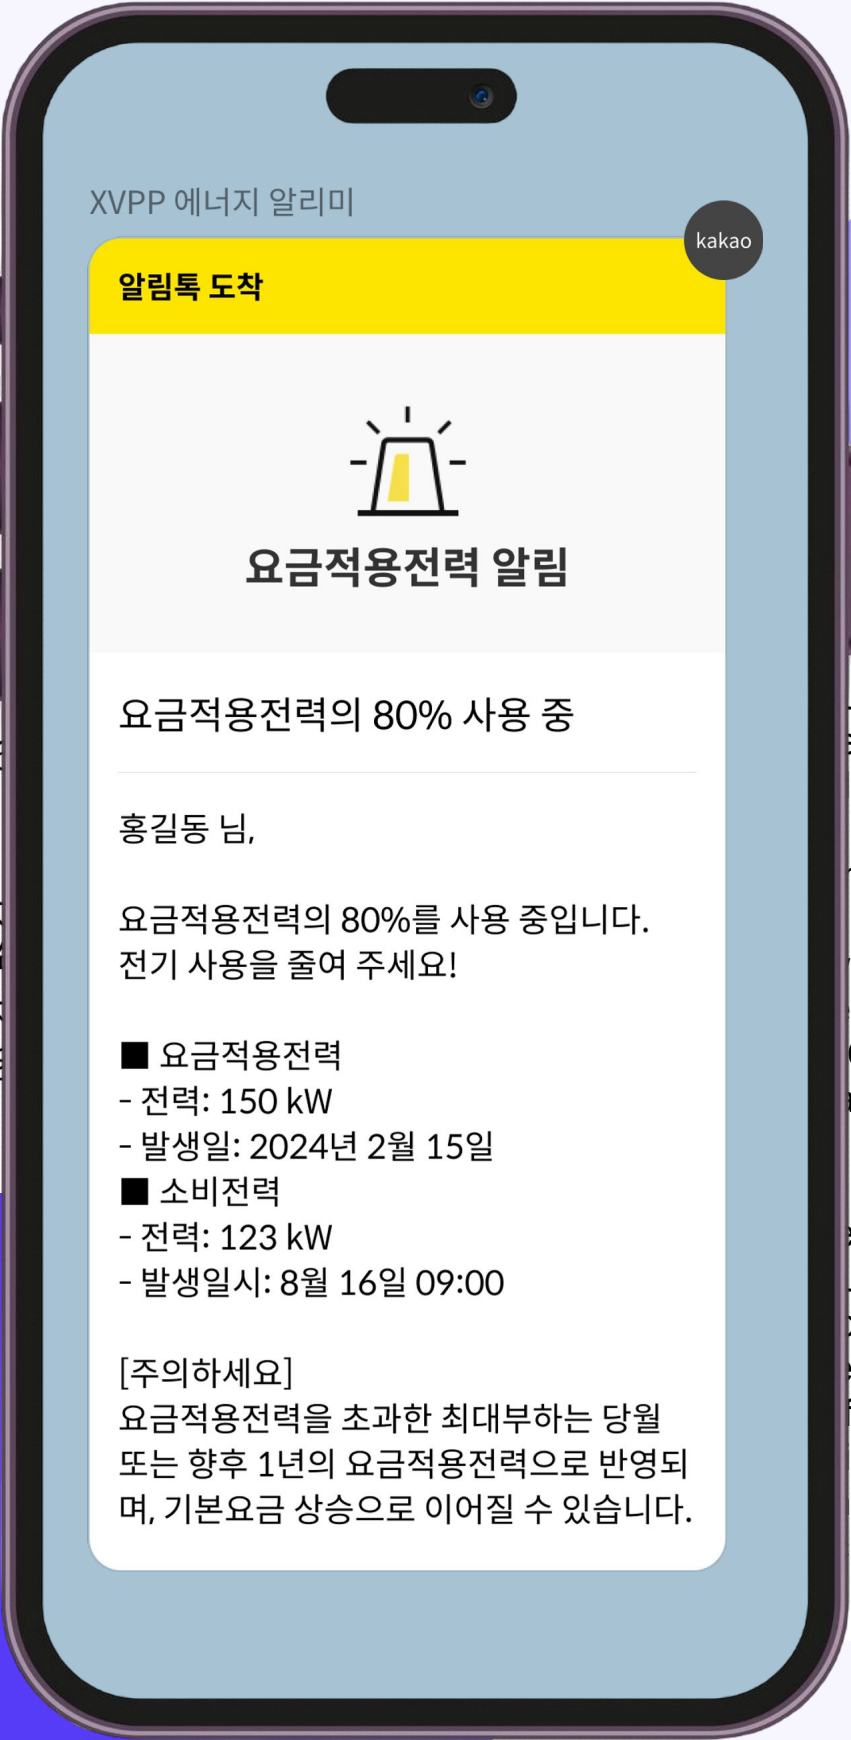 XVPP 에너지 알리미
kakao
알림톡 도착
요금적용전력 알림
요금적용전력의 80% 사용 중
홍길동 님,
요금적용전력의 80%를 사용 중입니다.
전기 사용을 줄여 주세요!
■ 요금적용전력
- 전력: 150 kW
- 발생일: 2024년 2월 15일
■ 소비전력
- 전력: 123 kW
- 발생일시: 8월 16일 09:00
[주의하세요]
요금적용전력을 초과한 최대부하는 당월
또는 향후 1년의 요금적용전력으로 반영되
며, 기본요금 상승으로 이어질 수 있습니다.